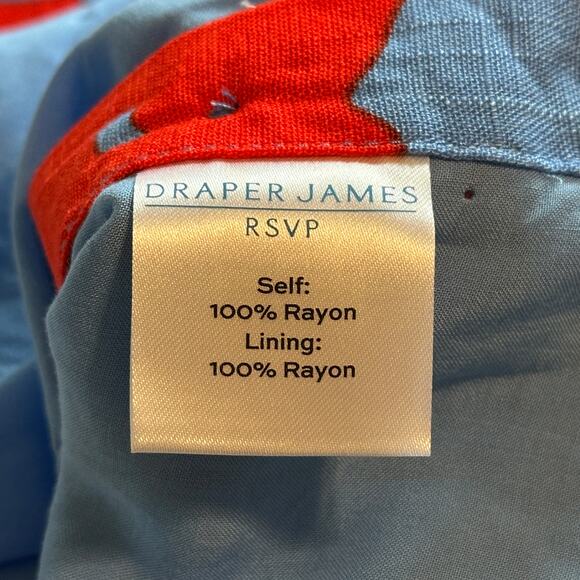 DRAPER JAMES
RSVP
Self:
100% Rayon
Lining:
100% Rayon